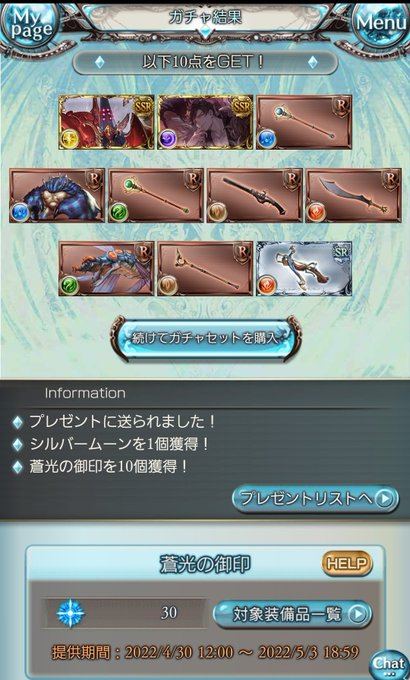 My page
ガチャ結果
Menu
以下10点をGET！
SSR
SSR
R
R
R
R
R
R
R
SR
続けてガチャセットを購入
Information
プレゼントに送られました！
シルバームーンを1個獲得！
蒼光の御印を10個獲得！
プレゼントリストへ
蒼光の御印
HELP
30
対象装備品一覧
提供期間：2022/4/30 12:00 ～ 2022/5/3 18:59
Chat